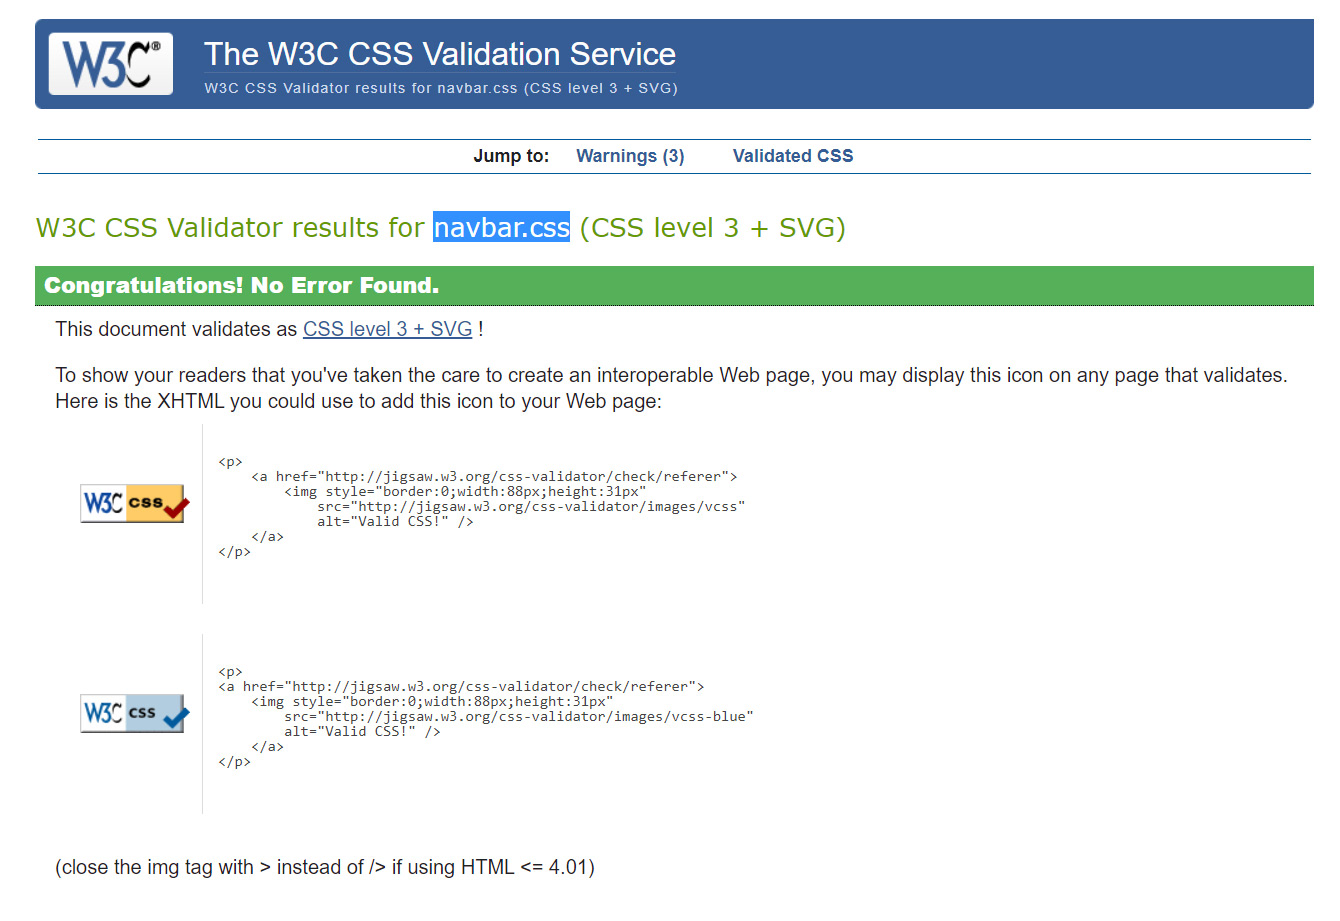 W3C®
The W3C CSS Validation Service
W3C CSS Validator results for navbar.css (CSS level 3 + SVG)
Jump to: Warnings (3) Validated CSS
W3C CSS Validator results for navbar.css (CSS level 3 + SVG)
Congratulations! No Error Found.
This document validates as CSS level 3 + SVG !
To show your readers that you've taken the care to create an interoperable Web page, you may display this icon on any page that validates.
Here is the XHTML you could use to add this icon to your Web page:
W3C css
<p>
    <a href="http://jigsaw.w3.org/css-validator/check/referer">
        <img style="border:0;width:88px;height:31px"
            src="http://jigsaw.w3.org/css-validator/images/vcss"
            alt="Valid CSS!" />
    </a>
</p>
W3C css
<p>
<a href="http://jigsaw.w3.org/css-validator/check/referer">
    <img style="border:0;width:88px;height:31px"
        src="http://jigsaw.w3.org/css-validator/images/vcss-blue"
        alt="Valid CSS!" />
    </a>
</p>
(close the img tag with > instead of /> if using HTML <= 4.01)